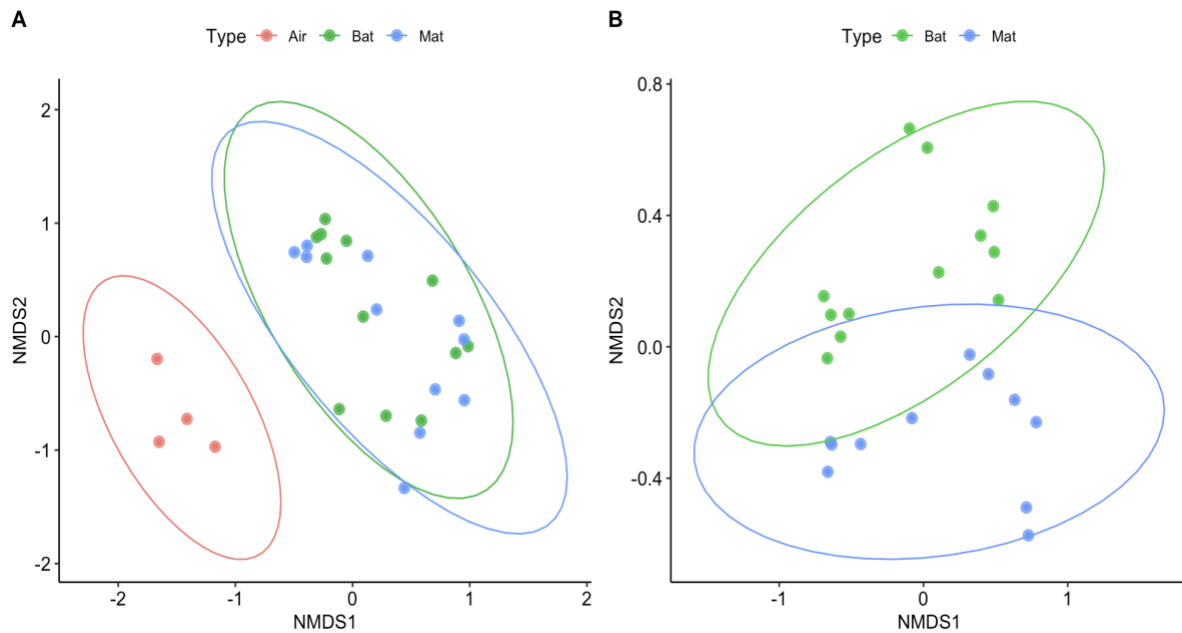 A
Type Air Bat Mat
2
1
0
-1
-2
NMDS2
-2 -1 0 1 2
NMDS1
B
Type Bat Mat
0.8
0.4
0.0
-0.4
NMDS2
-1 0 1
NMDS1